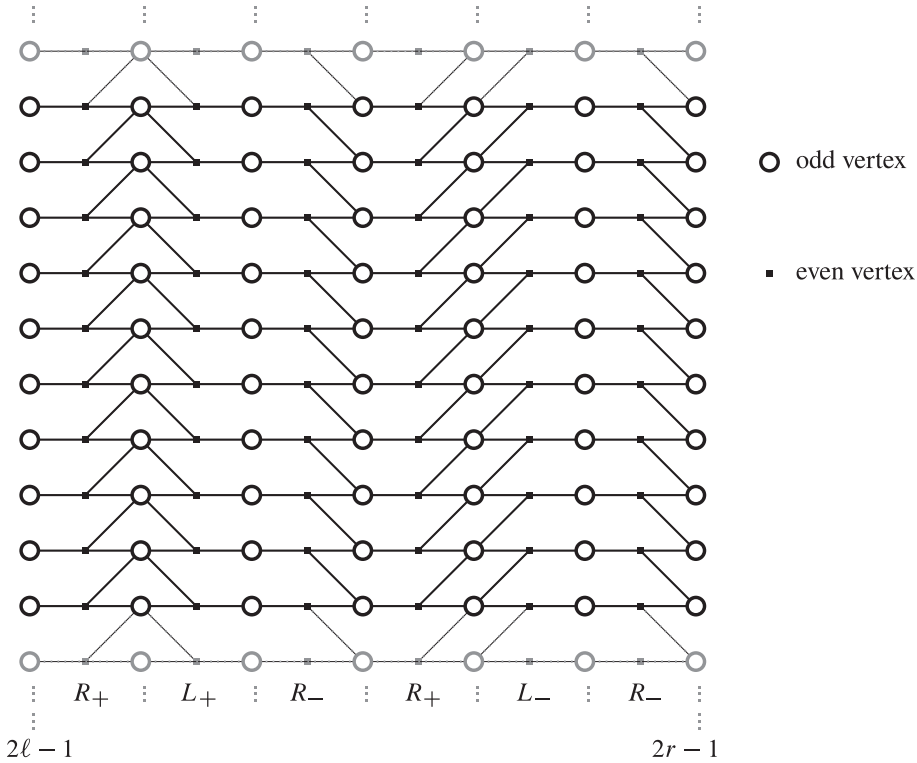 odd vertex
even vertex
R₊ L₊ R₋ R₊ L₋ R₋
2ℓ − 1 2r − 1